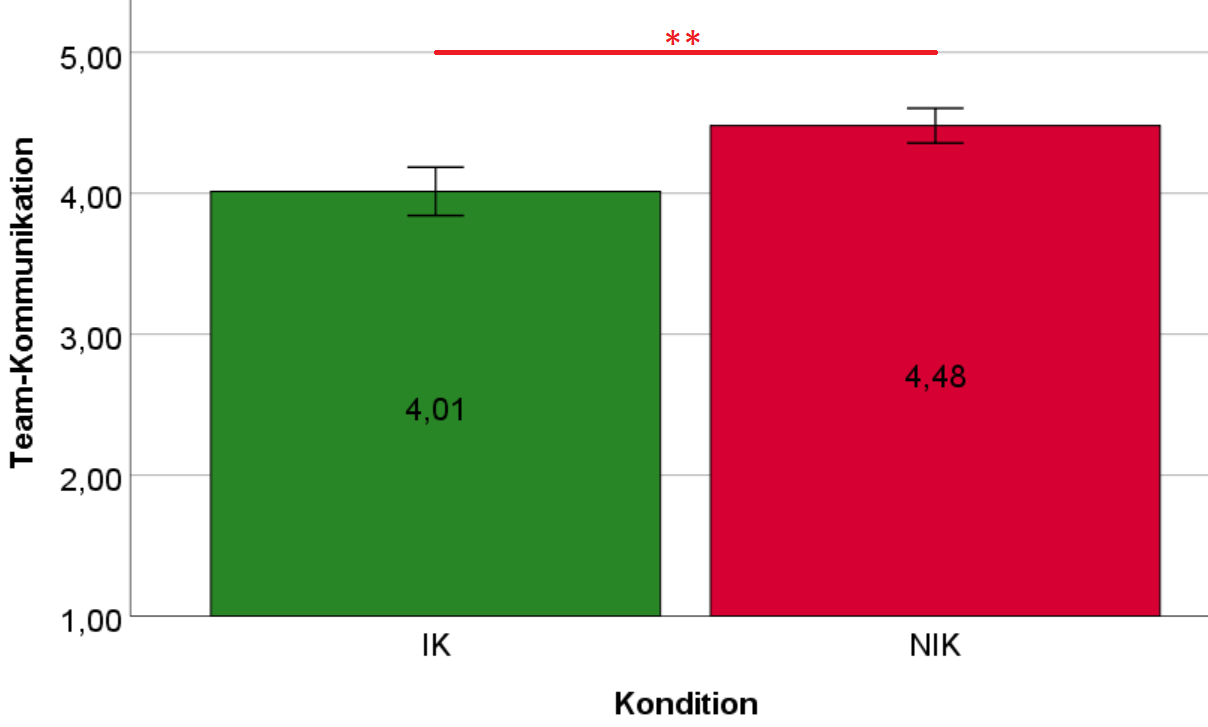 **
5,00
4,00
3,00
2,00
1,00
Team-Kommunikation
4,01
4,48
IK
NIK
Kondition